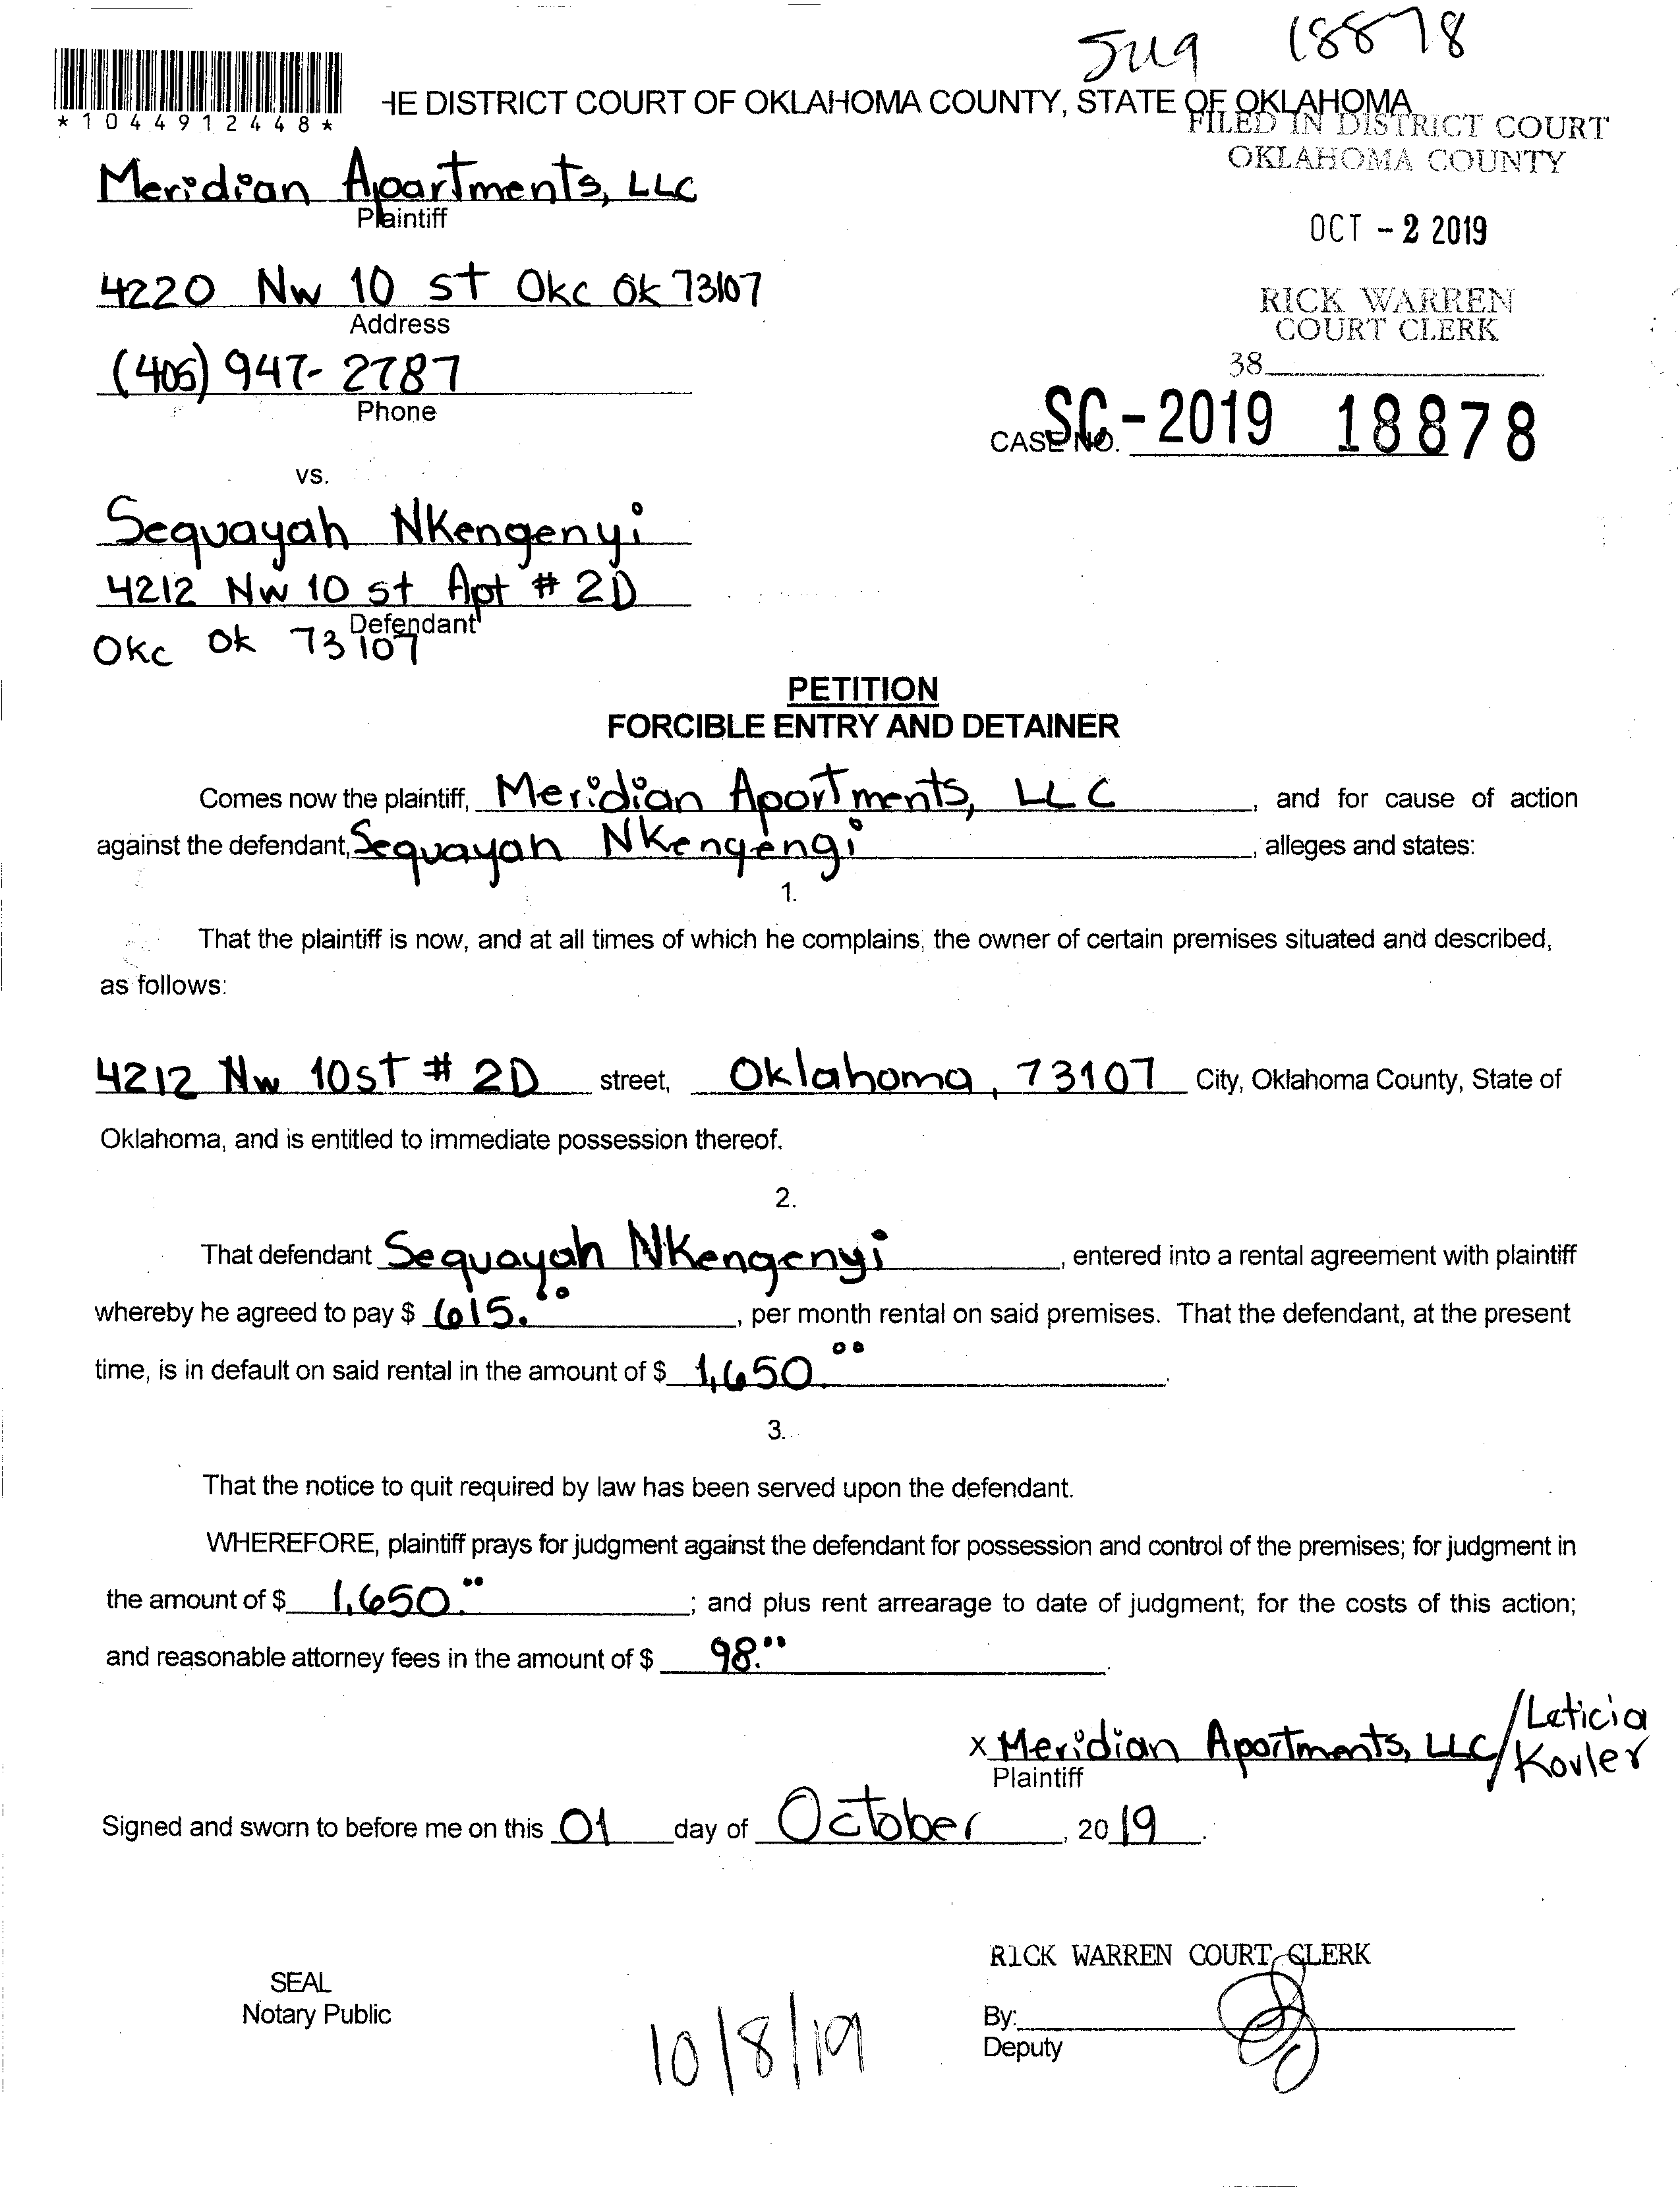 Jug 18878
*1044912448*
HE DISTRICT COURT OF OKLAHOMA COUNTY, STATE OF OKLAHOMA
FILED IN DISTRICT COURT
OKLAHOMA COUNTY
Meridian Apartments, LLC
Plaintiff
OCT - 2 2019
4220 NW 10 st Okc Ok 73107
Address
RICK WARREN
COURT CLERK
(405) 947-2787
Phone
38
CASE NO. SC-2019 18878
vs.
Sequayah NKengenyi
4212 NW 10 st Apt # 2D
Defendant
Okc Ok 73107
PETITION
FORCIBLE ENTRY AND DETAINER
Comes now the plaintiff, Meridian Apartments, LLC, and for cause of action
against the defendant, Sequayah NKengengi, alleges and states:
1.
That the plaintiff is now, and at all times of which he complains, the owner of certain premises situated and described,
as follows:
4212 NW 10ST # 2D street, Oklahoma, 73107 City, Oklahoma County, State of
Oklahoma, and is entitled to immediate possession thereof.
2.
That defendant Sequayah NKengenyi, entered into a rental agreement with plaintiff
whereby he agreed to pay $ 615.00, per month rental on said premises. That the defendant, at the present
time, is in default on said rental in the amount of $ 1,650.00.
3.
That the notice to quit required by law has been served upon the defendant.
WHEREFORE, plaintiff prays for judgment against the defendant for possession and control of the premises; for judgment in
the amount of $ 1,650.00; and plus rent arrearage to date of judgment; for the costs of this action;
and reasonable attorney fees in the amount of $ 98.00.
x Meridian Apartments, LLC/Leticia Kovler
Plaintiff
Signed and sworn to before me on this 01 day of October, 2019.
RICK WARREN COURT CLERK
SEAL
Notary Public
By:
Deputy
10/8/19